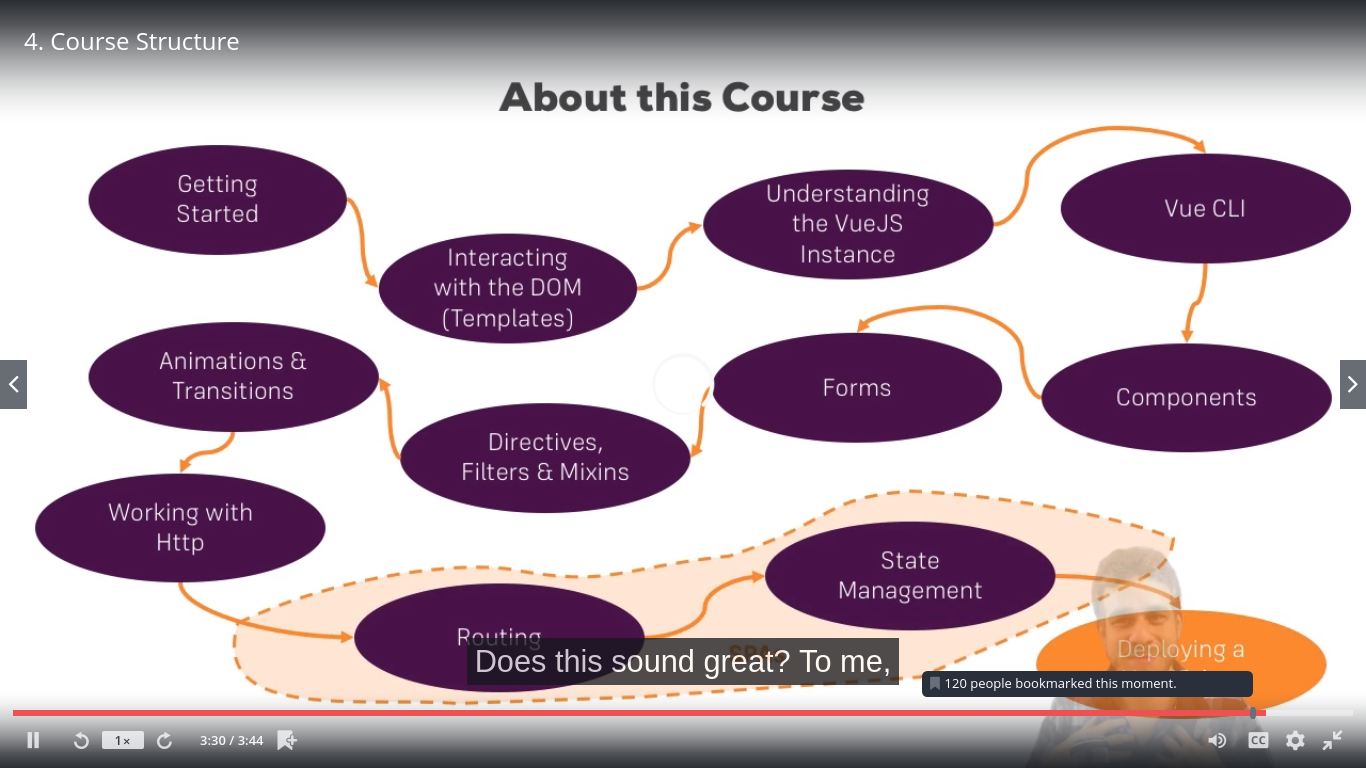 4. Course Structure
About this Course
Getting
Started
Interacting
with the DOM
(Templates)
Understanding
the VueJS
Instance
Vue CLI
Components
Forms
Directives,
Filters & Mixins
Animations &
Transitions
Working with
Http
Routing
State
Management
Deploying a
Does this sound great? To me,
120 people bookmarked this moment.
1×
3:30 / 3:44
CC